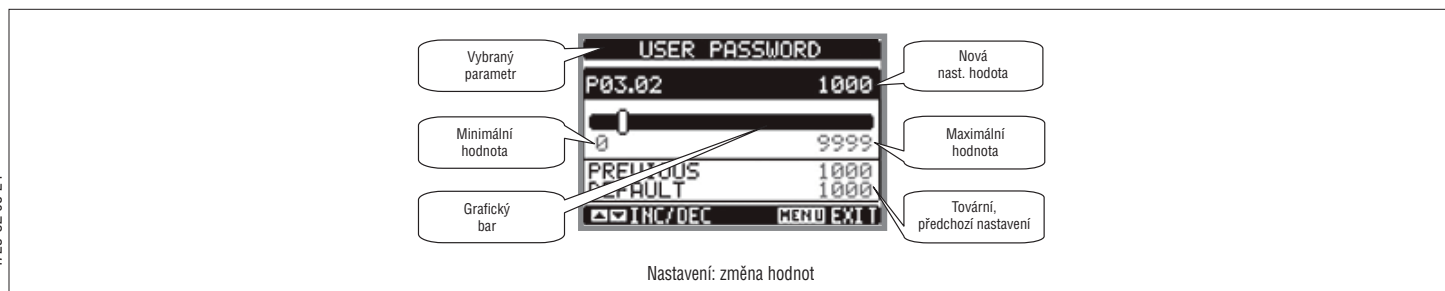 Vybraný
parametr
USER PASSWORD
Nová
nast. hodota
P03.02 1000
Minimální
hodnota
0 9999
Maximální
hodnota
PREVIOUS 1000
DEFAULT 1000
Grafický
bar
INC/DEC MENU EXIT
Tovární,
předchozí nastavení
Nastavení: změna hodnot